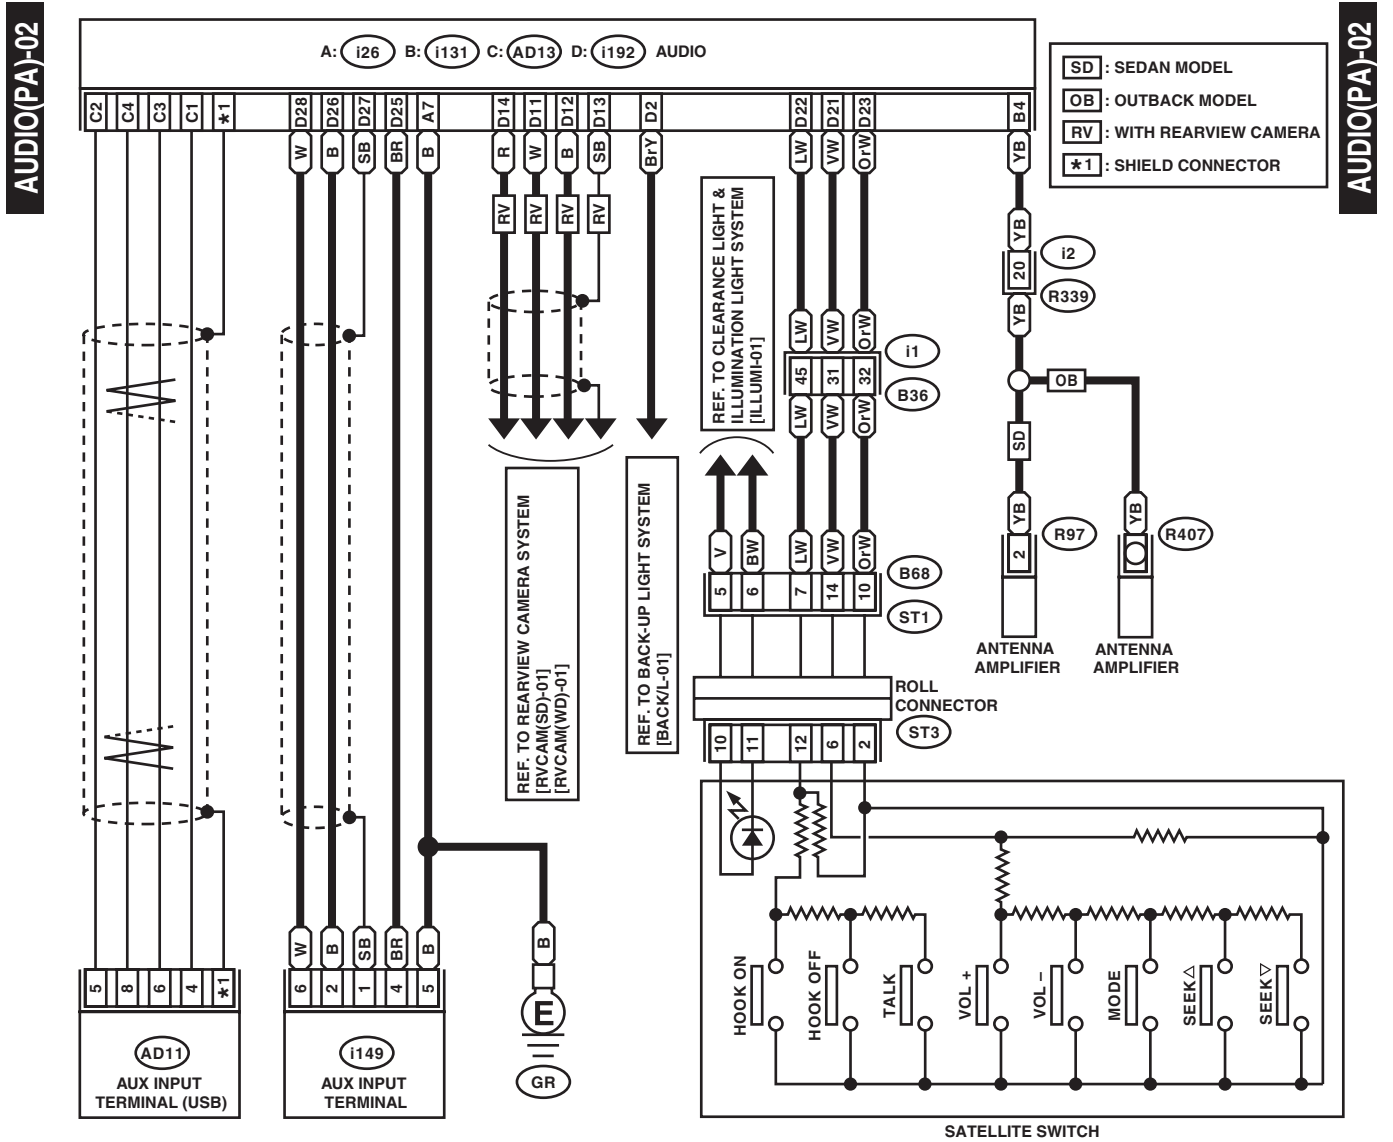 AUDIO(PA)-02
AUDIO(PA)-02
A: i26 B: i131 C: AD13 D: i192 AUDIO
SD : SEDAN MODEL
OB : OUTBACK MODEL
RV : WITH REARVIEW CAMERA
*1 : SHIELD CONNECTOR
C2 C4 C3 C1 *1 D28 D26 D27 D25 A7 D14 D11 D12 D13 D2 D22 D21 D23 B4
W B SB BR B R W B SB BrY LW VW OrW YB
RV RV RV RV
YB
i2
20
R339
YB
REF. TO CLEARANCE LIGHT &
ILLUMINATION LIGHT SYSTEM
[ILLUMI-01]
LW VW OrW
i1
45 31 32
B36
LW VW OrW
OB
SD
YB YB
R97
R407
2
ANTENNA
AMPLIFIER
ANTENNA
AMPLIFIER
REF. TO REARVIEW CAMERA SYSTEM
[RVCAM(SD)-01]
[RVCAM(WD)-01]
REF. TO BACK-UP LIGHT SYSTEM
[BACK/L-01]
V BW LW VW OrW
B68
5 6 7 14 10
ST1
ROLL
CONNECTOR
ST3
10 11 12 6 2
HOOK ON
HOOK OFF
TALK
VOL +
VOL –
MODE
SEEK△
SEEK▽
SATELLITE SWITCH
W B SB BR B B
5 8 6 4 *1
6 2 1 4 5
E
GR
AD11
AUX INPUT
TERMINAL (USB)
i149
AUX INPUT
TERMINAL